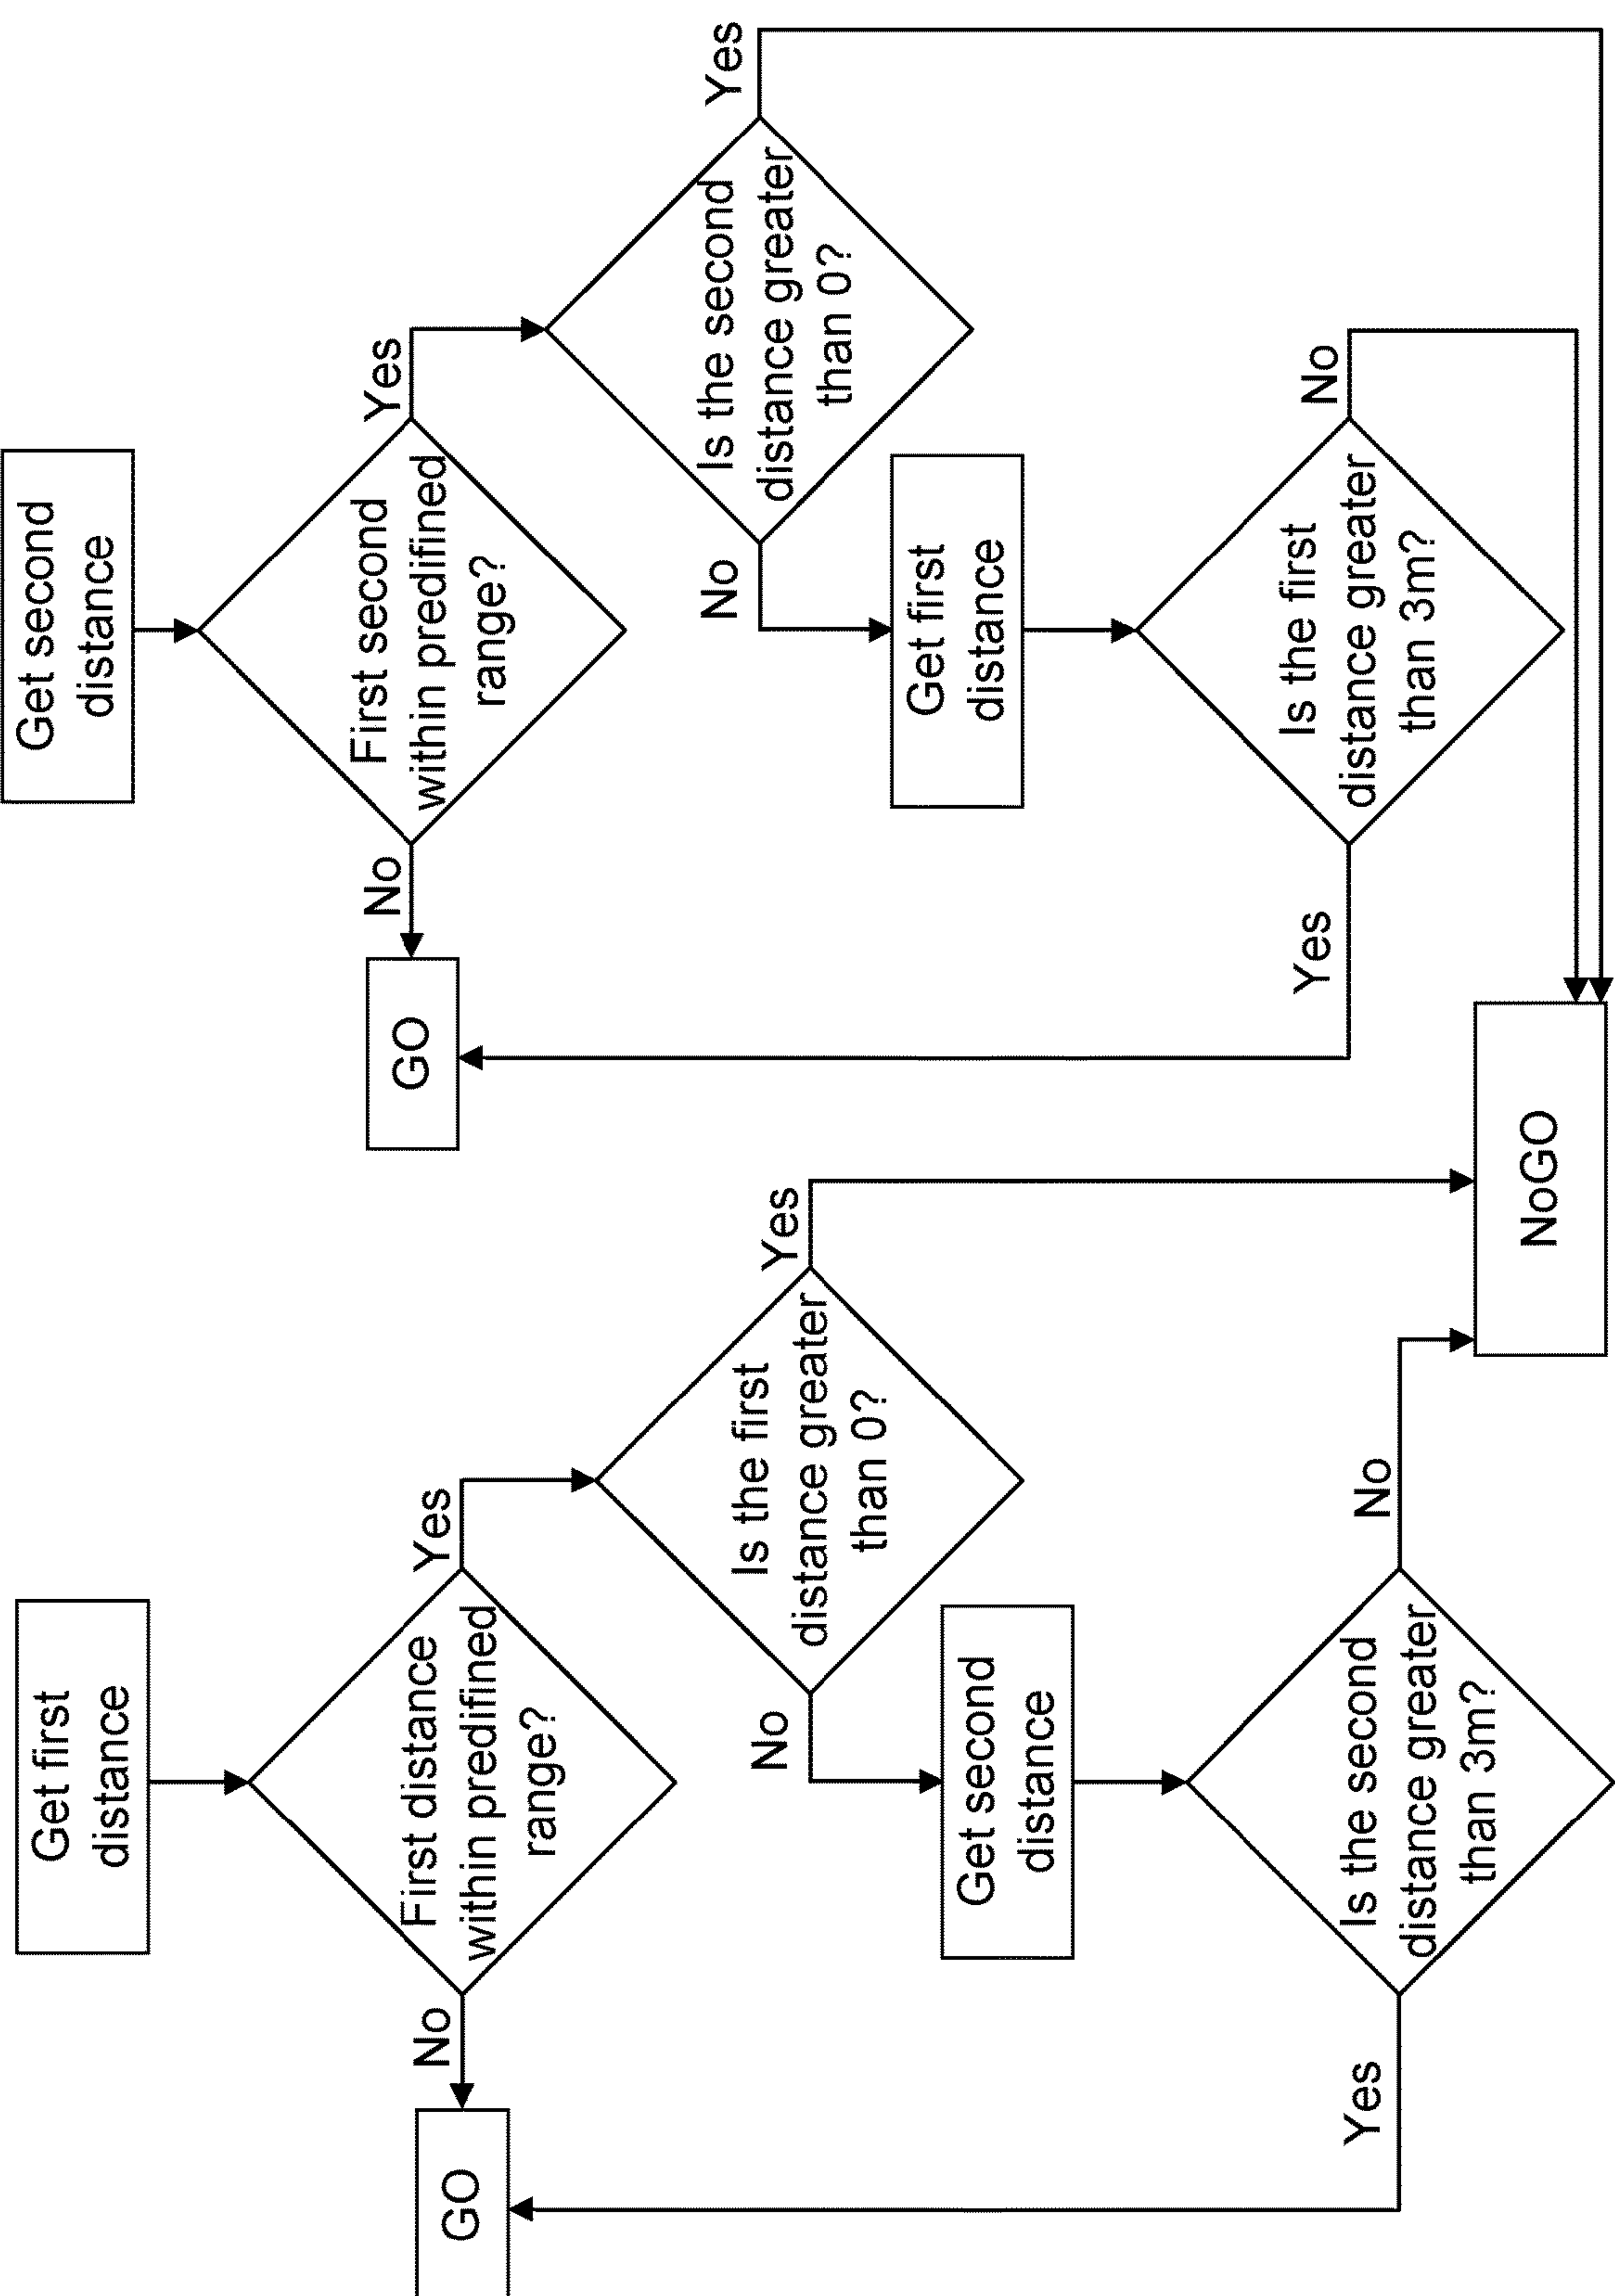 Get first
distance
First distance
within predifined
range?
No
Yes
GO
Is the first
distance greater
than 0?
No
Yes
Get second
distance
Is the second
distance greater
than 3m?
Yes
No
NoGO
Get second
distance
First second
within predifined
range?
No
Yes
GO
Is the second
distance greater
than 0?
No
Yes
Get first
distance
Is the first
distance greater
than 3m?
Yes
No